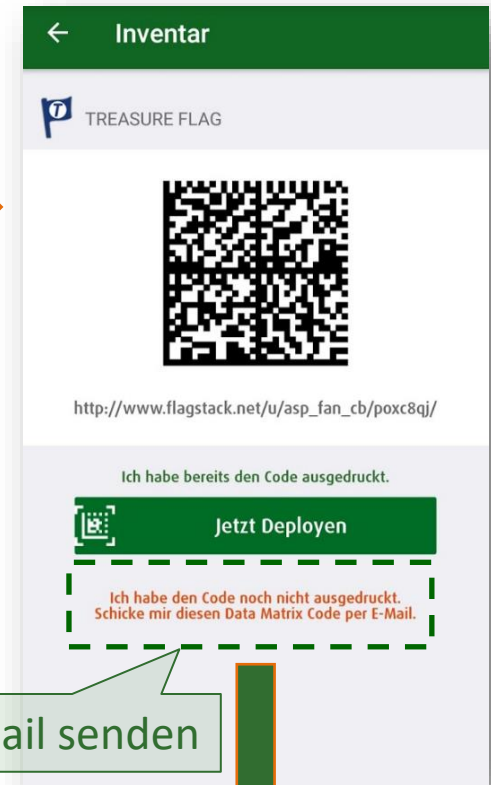 Inventar
TREASURE FLAG
http://www.flagstack.net/u/asp_fan_cb/poxc8qj/
Ich habe bereits den Code ausgedruckt.
Jetzt Deployen
Ich habe den Code noch nicht ausgedruckt.
Schicke mir diesen Data Matrix Code per E-Mail.
ail senden